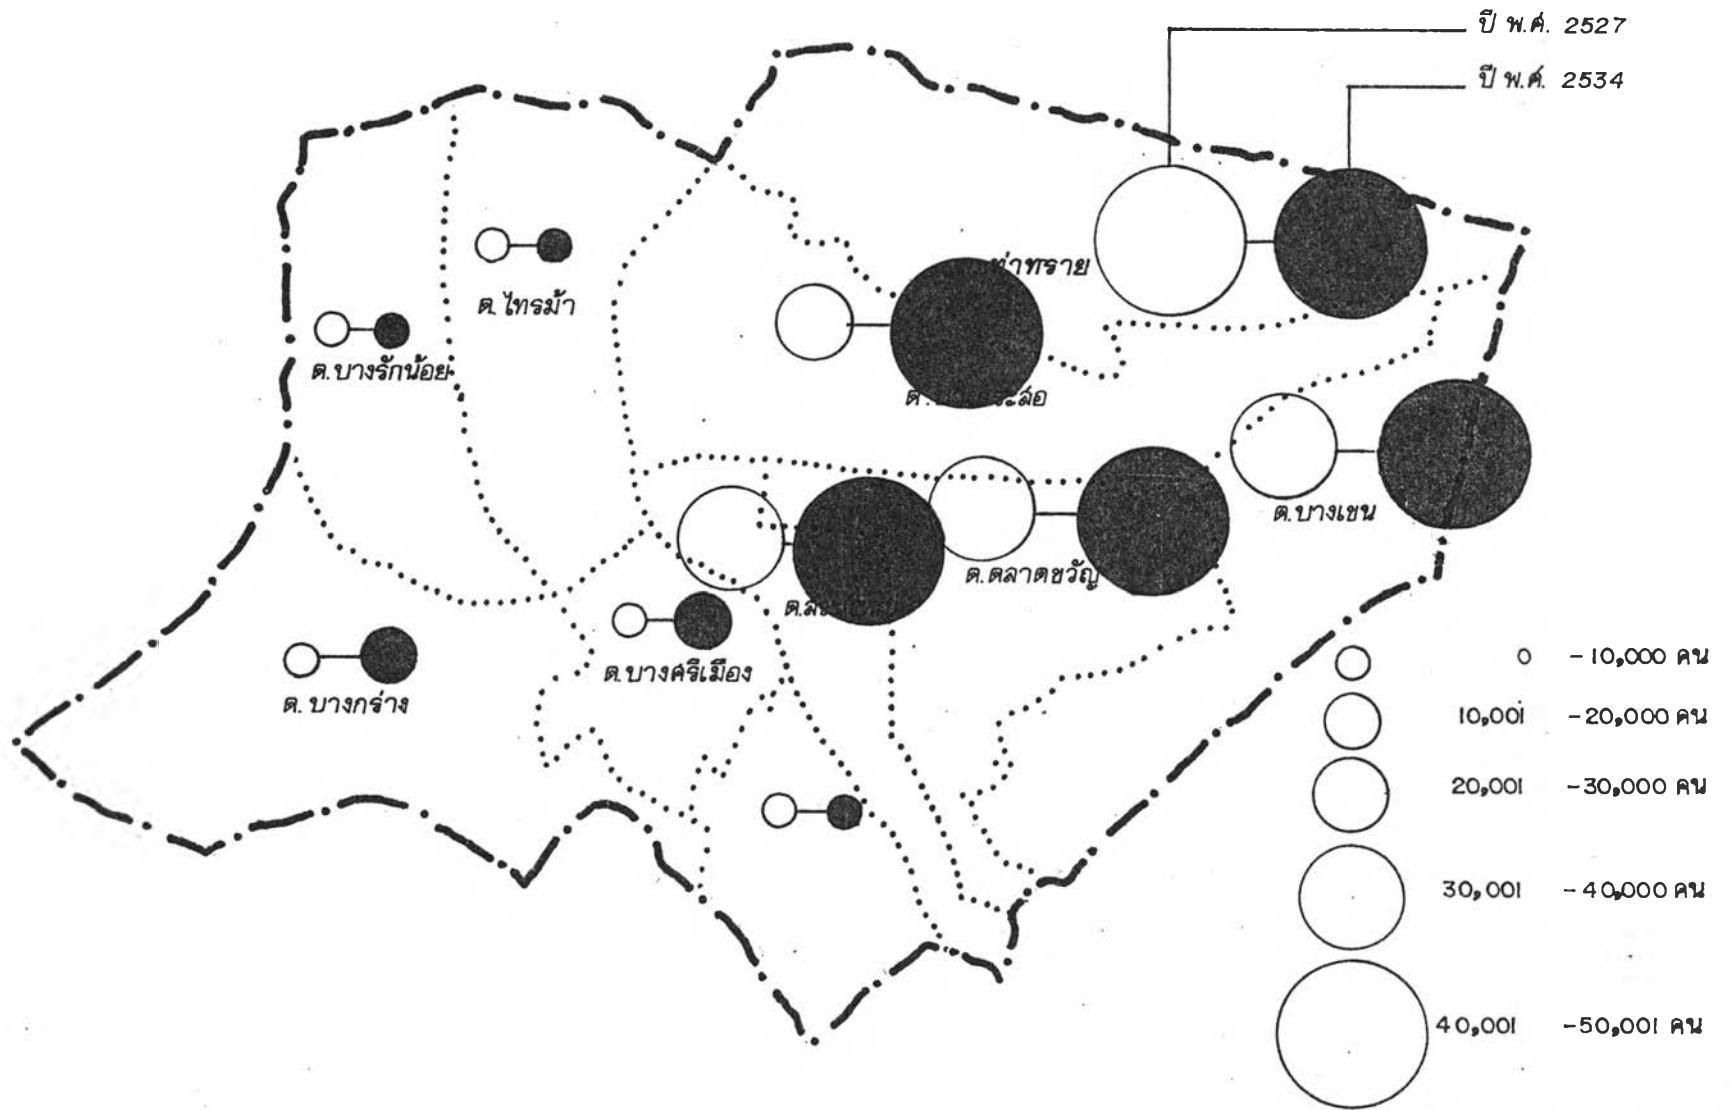 ปี พ.ศ. 2527
ปี พ.ศ. 2534
ท่าทราย
ต.ไทรม้า
ต.บางรักน้อย
ต.
ต.บางเขน
ต.ตลาดขวัญ
ต.
ต.บางศรีเมือง
ต.บางกร่าง
0 -10,000 คน
10,001 -20,000 คน
20,001 -30,000 คน
30,001 -40,000 คน
40,001 -50,001 คน